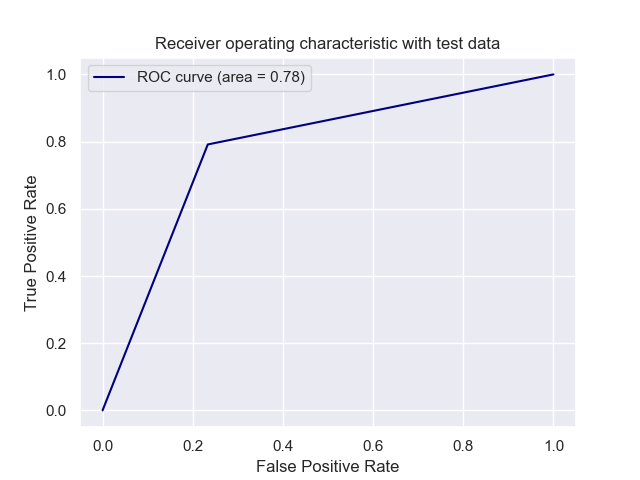 Receiver operating characteristic with test data
ROC curve (area = 0.78)
1.0
0.8
0.6
0.4
0.2
0.0
True Positive Rate
0.0 0.2 0.4 0.6 0.8 1.0
False Positive Rate